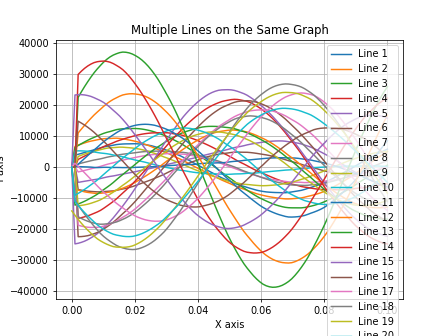 Multiple Lines on the Same Graph
40000
30000
20000
10000
0
−10000
−20000
−30000
−40000
0.00
0.02
0.04
0.06
X axis
axis
Line 1
Line 2
Line 3
Line 4
Line 5
Line 6
Line 7
Line 8
Line 9
Line 10
Line 11
Line 12
Line 13
Line 14
Line 15
Line 16
Line 17
Line 18
Line 19
Line 20